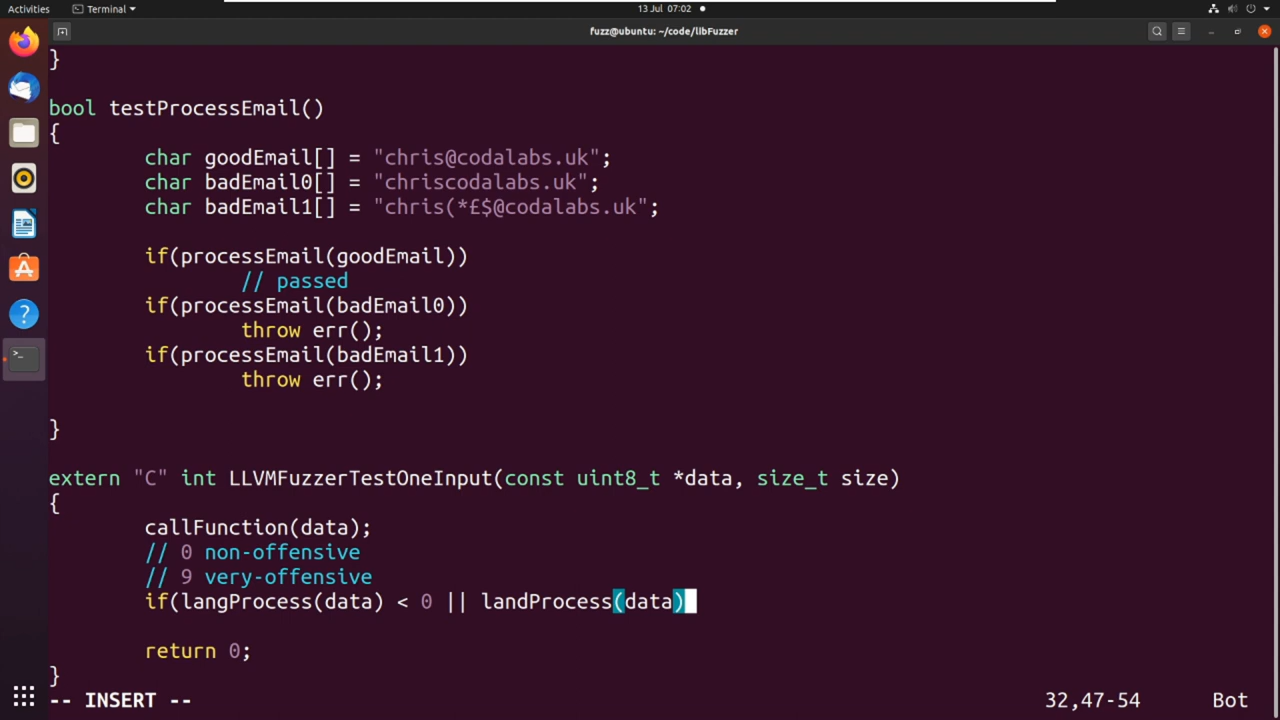 Activities Terminal 13 Jul 07:02
fuzz@ubuntu: ~/code/libFuzzer
}
bool testProcessEmail()
{
char goodEmail[] = "chris@codalabs.uk";
char badEmail0[] = "chriscodalabs.uk";
char badEmail1[] = "chris(*£$@codalabs.uk";
if(processEmail(goodEmail))
// passed
if(processEmail(badEmail0))
throw err();
if(processEmail(badEmail1))
throw err();
}
extern "C" int LLVMFuzzerTestOneInput(const uint8_t *data, size_t size)
{
callFunction(data);
// 0 non-offensive
// 9 very-offensive
if(langProcess(data) < 0 || landProcess(data)
return 0;
}
-- INSERT -- 32,47-54 Bot